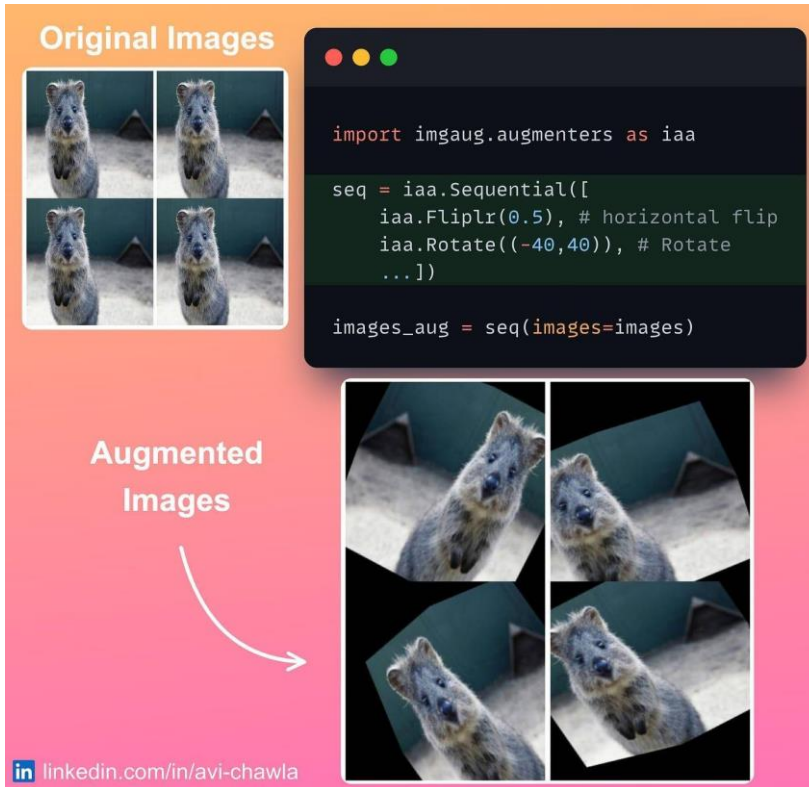 Original Images
import imgaug.augmenters as iaa
seq = iaa.Sequential([
    iaa.Fliplr(0.5), # horizontal flip
    iaa.Rotate((-40,40)), # Rotate
    ...])
images_aug = seq(images=images)
Augmented
Images
in linkedin.com/in/avi-chawla